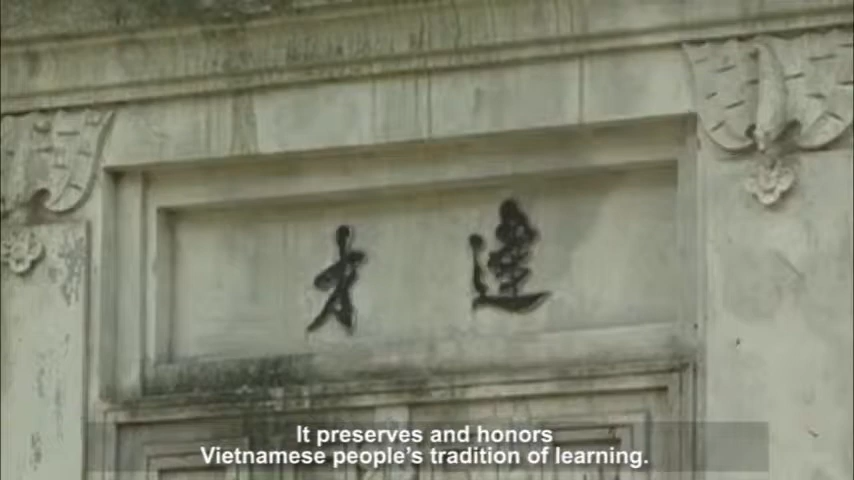 達才
It preserves and honors
Vietnamese people's tradition of learning.